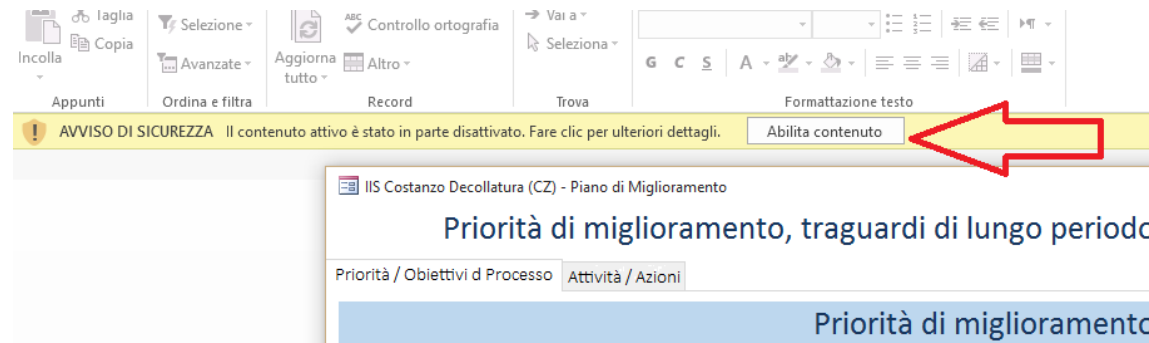 Taglia
Copia
Incolla
Appunti
Selezione
Avanzate
Ordina e filtra
Aggiorna
tutto
ABC Controllo ortografia
Altro
Record
Vai a
Seleziona
Trova
G C S A ab
Formattazione testo
AVVISO DI SICUREZZA Il contenuto attivo è stato in parte disattivato. Fare clic per ulteriori dettagli. Abilita contenuto
IIS Costanzo Decollatura (CZ) - Piano di Miglioramento
Priorità di miglioramento, traguardi di lungo periodo
Priorità / Obiettivi d Processo Attività / Azioni
Priorità di miglioramento